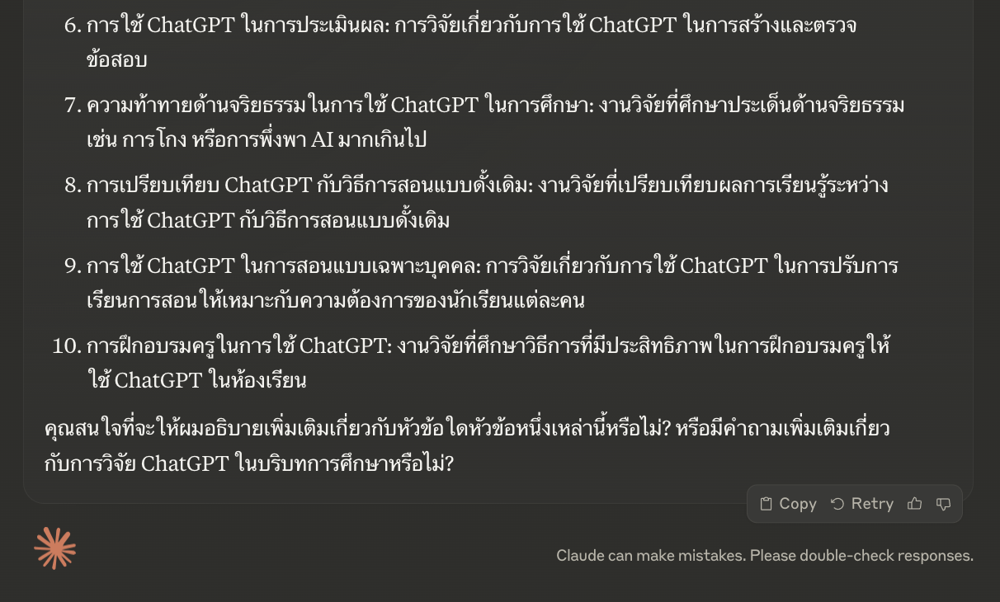 6. การใช้ ChatGPT ในการประเมินผล: การวิจัยเกี่ยวกับการใช้ ChatGPT ในการสร้างและตรวจ
ข้อสอบ
7. ความท้าทายด้านจริยธรรมในการใช้ ChatGPT ในการศึกษา: งานวิจัยที่ศึกษาประเด็นด้านจริยธรรม
เช่น การโกง หรือการพึ่งพา AI มากเกินไป
8. การเปรียบเทียบ ChatGPT กับวิธีการสอนแบบดั้งเดิม: งานวิจัยที่เปรียบเทียบผลการเรียนรู้ระหว่าง
การใช้ ChatGPT กับวิธีการสอนแบบดั้งเดิม
9. การใช้ ChatGPT ในการสอนแบบเฉพาะบุคคล: การวิจัยเกี่ยวกับการใช้ ChatGPT ในการปรับการ
เรียนการสอนให้เหมาะกับความต้องการของนักเรียนแต่ละคน
10. การฝึกอบรมครูในการใช้ ChatGPT: งานวิจัยที่ศึกษาวิธีการที่มีประสิทธิภาพในการฝึกอบรมครูให้
ใช้ ChatGPT ในห้องเรียน
คุณสนใจที่จะให้ผมอธิบายเพิ่มเติมเกี่ยวกับหัวข้อใดหัวข้อหนึ่งเหล่านี้หรือไม่? หรือมีคำถามเพิ่มเติมเกี่ยว
กับการวิจัย ChatGPT ในบริบทการศึกษาหรือไม่?
Copy Retry
Claude can make mistakes. Please double-check responses.